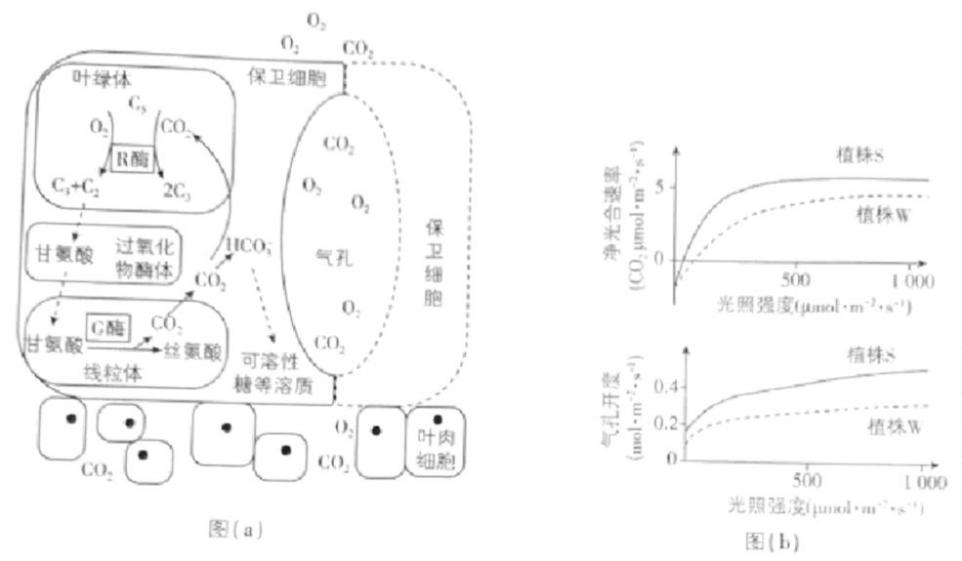 O₂
O₂
CO₂
叶绿体
保卫细胞
C₅
O₂
CO₂
R酶
C₃+C₂
2C₃
甘氨酸
过氧化
物酶体
HCO₃⁻
CO₂
CO₂
G酶
甘氨酸
丝氨酸
线粒体
可溶性
糖等溶质
CO₂
O₂
O₂
气孔
O₂
CO₂
保卫细胞
O₂
CO₂
CO₂
叶肉
细胞
图(a)
净光合速率
(CO₂ μmol·m⁻²·s⁻¹)
5
0
植株S
植株W
500
1 000
光照强度(μmol·m⁻²·s⁻¹)
气孔开度
(mol·m⁻²·s⁻¹)
0.4
0.2
0
植株S
植株W
500
1 000
光照强度(μmol·m⁻²·s⁻¹)
图(b)